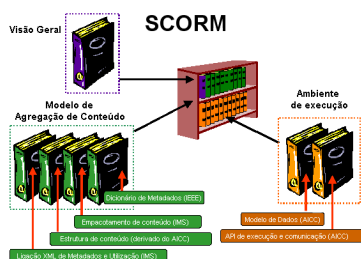 SCORM
Visão Geral
Modelo de
Agregação de Conteúdo
Ambiente
de execução
Dicionário de Metadados (IEEE)
Empacotamento de conteúdo (IMS)
Estrutura de conteúdo (derivado do AICC)
Ligação XML de Metadados e Utilização (IMS)
Modelo de Dados (AICC)
API de execução e comunicação (AICC)